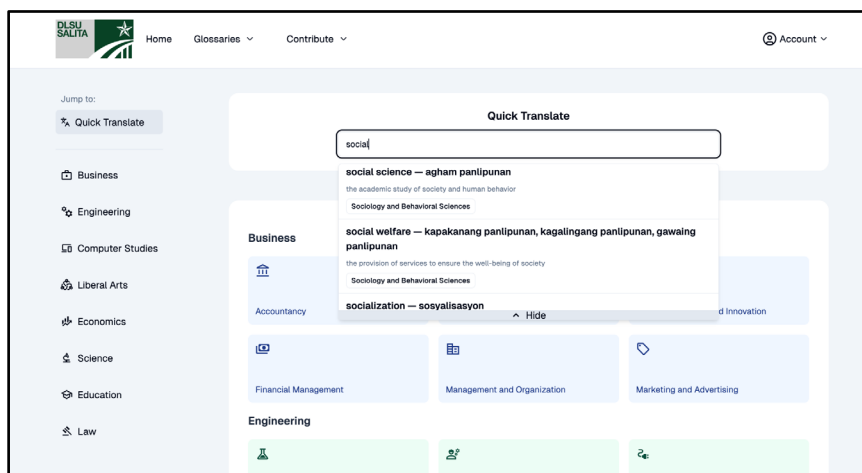 DLSU
SALITA
Home
Glossaries
Contribute
Account
Jump to:
Quick Translate
Business
Engineering
Computer Studies
Liberal Arts
Economics
Science
Education
Law
Quick Translate
social
social science — agham panlipunan
the academic study of society and human behavior
Sociology and Behavioral Sciences
social welfare — kapakanang panlipunan, kagalingang panlipunan, gawaing
panlipunan
the provision of services to ensure the well-being of society
Sociology and Behavioral Sciences
socialization — sosyalisasyon
Hide
Business
Accountancy
d Innovation
Financial Management
Management and Organization
Marketing and Advertising
Engineering